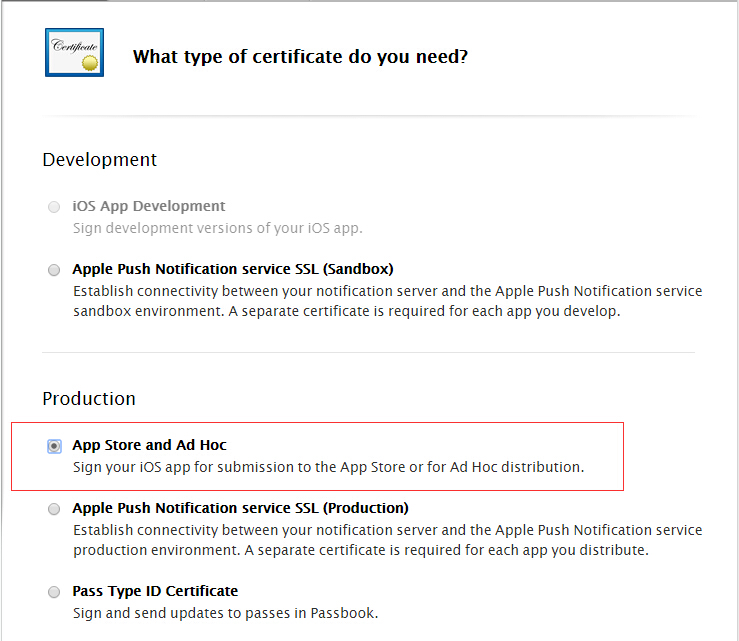 Certificate
What type of certificate do you need?
Development
iOS App Development
Sign development versions of your iOS app.
Apple Push Notification service SSL (Sandbox)
Establish connectivity between your notification server and the Apple Push Notification service
sandbox environment. A separate certificate is required for each app you develop.
Production
App Store and Ad Hoc
Sign your iOS app for submission to the App Store or for Ad Hoc distribution.
Apple Push Notification service SSL (Production)
Establish connectivity between your notification server and the Apple Push Notification service
production environment. A separate certificate is required for each app you distribute.
Pass Type ID Certificate
Sign and send updates to passes in Passbook.